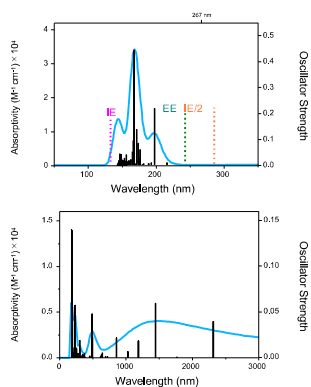 267 nm
Absorptivity (M⁻¹ cm⁻¹) × 10⁴
4
3
2
1
0
IE
EE
IE/2
0.5
0.4
0.3
0.2
0.1
0.0
Oscillator Strength
100
200
300
Wavelength (nm)
Absorptivity (M⁻¹ cm⁻¹) × 10⁴
1.5
1.0
0.5
0.0
0.15
0.10
0.05
0.00
Oscillator Strength
0
1000
2000
3000
Wavelength (nm)